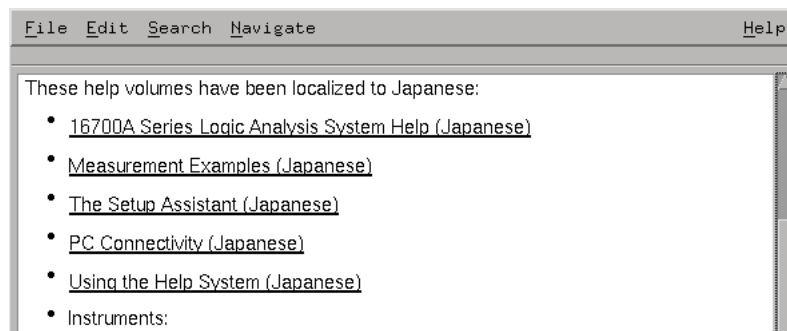 File Edit Search Navigate Help
These help volumes have been localized to Japanese:
• 16700A Series Logic Analysis System Help (Japanese)
• Measurement Examples (Japanese)
• The Setup Assistant (Japanese)
• PC Connectivity (Japanese)
• Using the Help System (Japanese)
• Instruments: